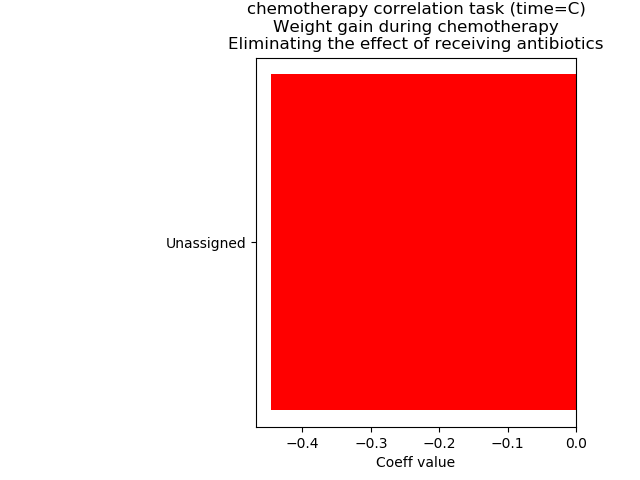 chemotherapy correlation task (time=C)
Weight gain during chemotherapy
Eliminating the effect of receiving antibiotics
Unassigned
−0.4 −0.3 −0.2 −0.1 0.0
Coeff value